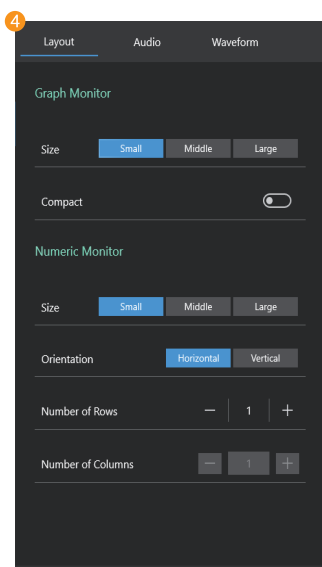 4
Layout Audio Waveform
Graph Monitor
Size Small Middle Large
Compact
Numeric Monitor
Size Small Middle Large
Orientation Horizontal Vertical
Number of Rows — 1 +
Number of Columns — 1 +